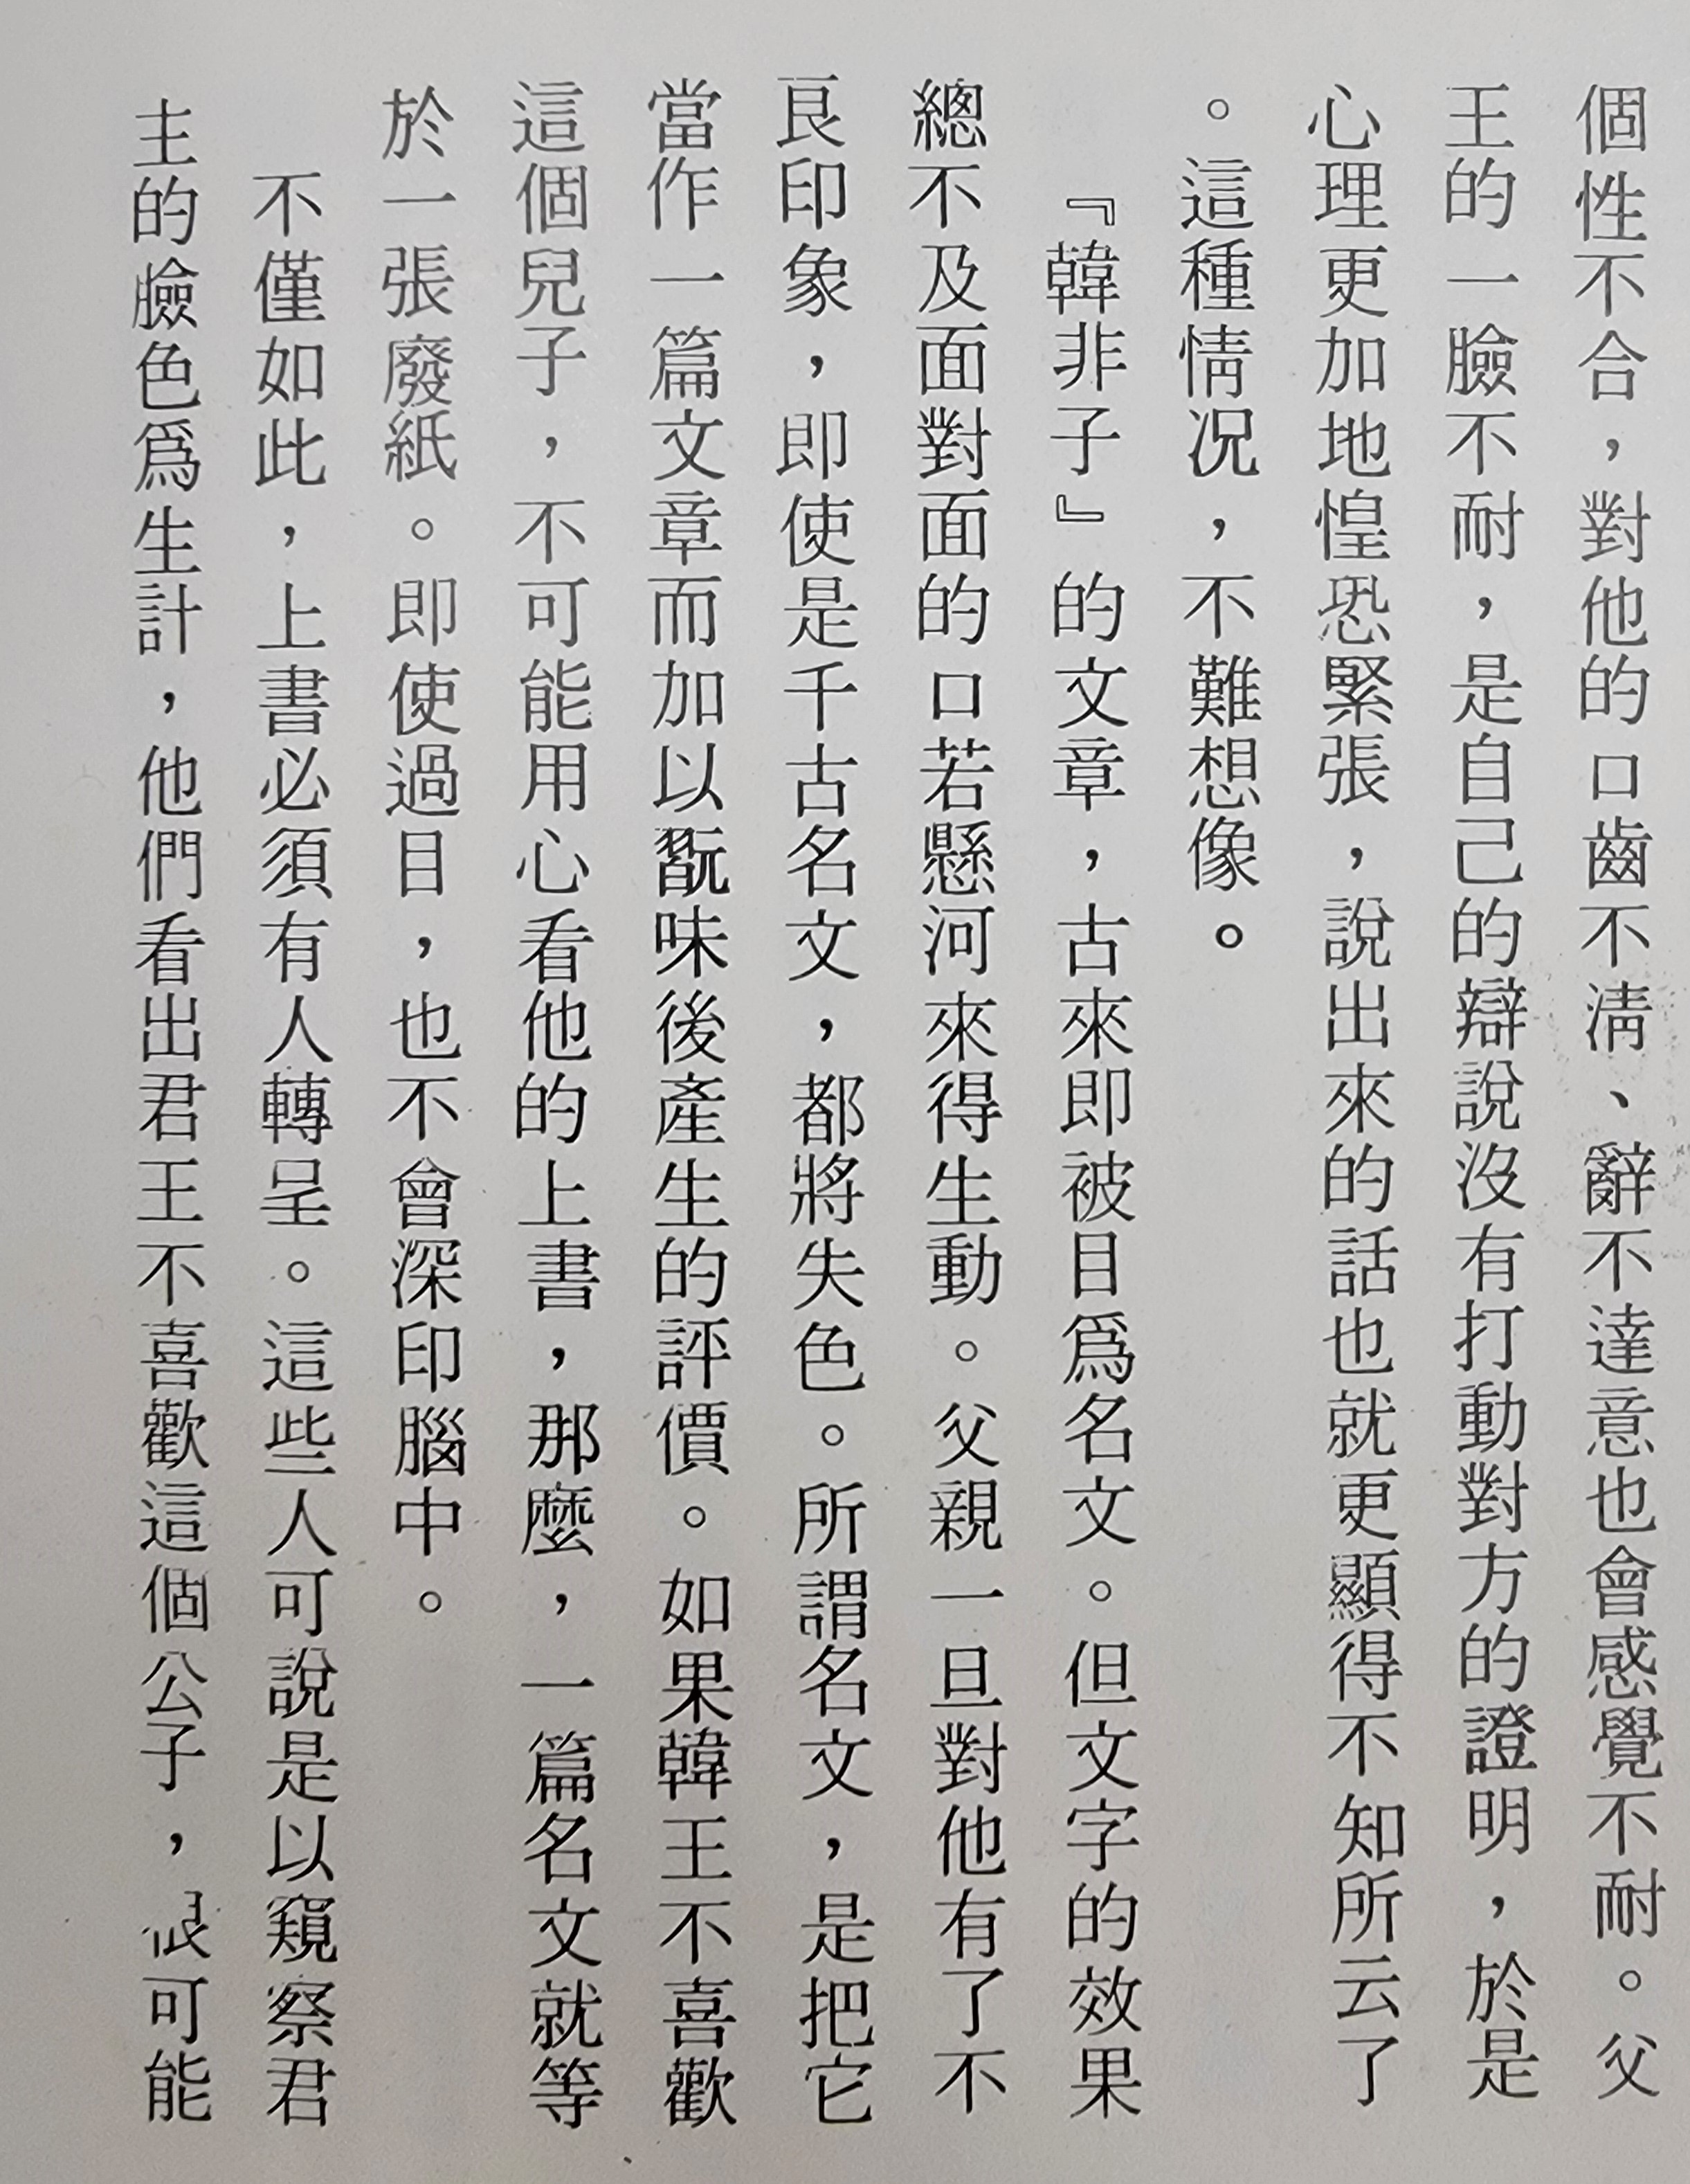 個性不合，對他的口齒不淸、辭不達意也會感覺不耐。父
王的一臉不耐，是自己的辯說沒有打動對方的證明，於是
心理更加地惶恐緊張，說出來的話也就更顯得不知所云了
。這種情況，不難想像。
『韓非子』的文章，古來即被目爲名文。但文字的效果
總不及面對面的口若懸河來得生動。父親一旦對他有了不
良印象，即使是千古名文，都將失色。所謂名文，是把它
當作一篇文章而加以翫味後產生的評價。如果韓王不喜歡
這個兒子，不可能用心看他的上書，那麼，一篇名文就等
於一張廢紙。即使過目，也不會深印腦中。
不僅如此，上書必須有人轉呈。這些人可說是以窺察君
主的臉色爲生計，他們看出君王不喜歡這個公子，很可能